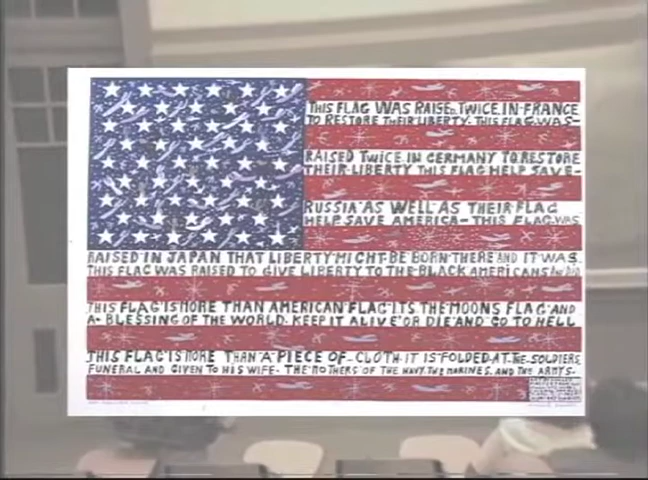 THIS FLAG WAS RAISED TWICE IN FRANCE
TO RESTORE THEIR LIBERTY. THIS FLAG WAS-
RAISED TWICE IN GERMANY TO RESTORE
THEIR LIBERTY THIS FLAG HELP SAVE-
RUSSIA AS WELL AS THEIR FLAG
HELP SAVE AMERICA- THIS FLAG WAS
RAISED IN JAPAN THAT LIBERTY MIGHT BE BORN THERE AND IT WAS.
THIS FLAG WAS RAISED TO GIVE LIBERTY TO THE BLACK AMERICANS AND DID
THIS FLAG IS MORE THAN AMERICAN FLAG ITS THE MOONS FLAG AND
A BLESSING OF THE WORLD. KEEP IT ALIVE OR DIE AND GO TO HELL
THIS FLAG IS MORE THAN A PIECE OF CLOTH IT IS FOLDED AT THE SOLDIERS
FUNERAL AND GIVEN TO HIS WIFE- THE MOTHERS OF THE NAVY. THE MARINES. AND THE ARMYS.